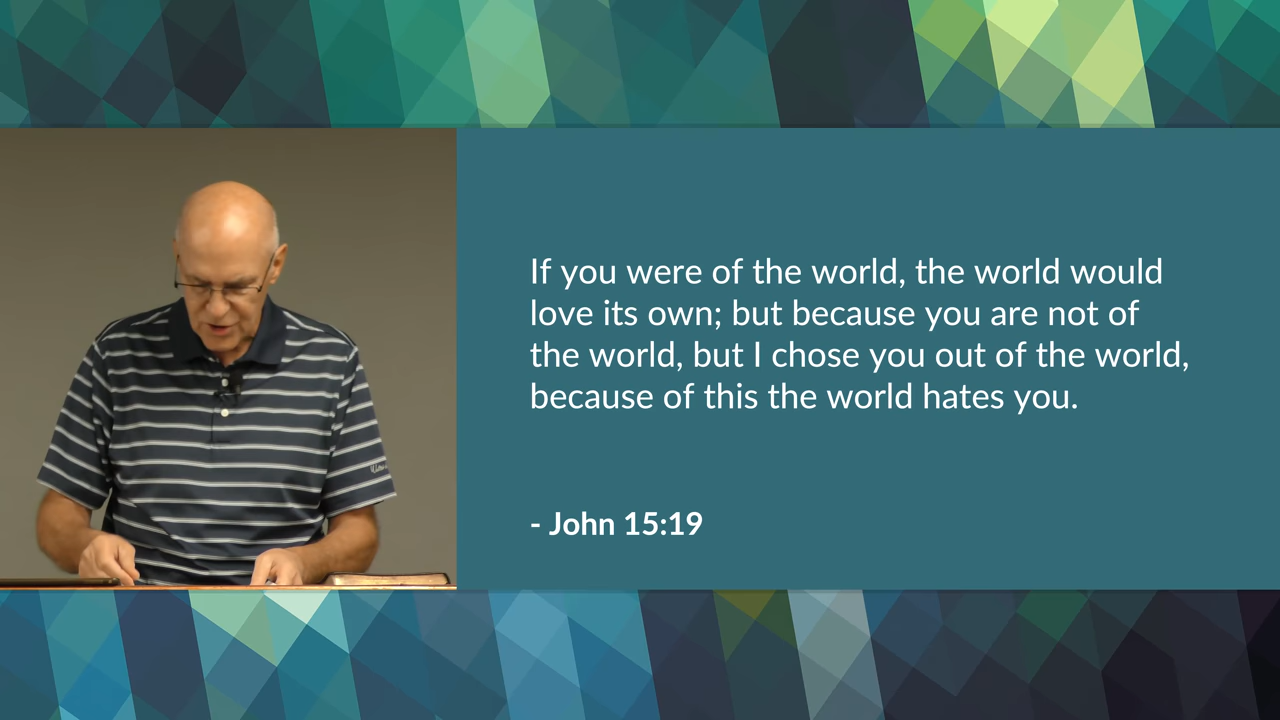 If you were of the world, the world would
love its own; but because you are not of
the world, but I chose you out of the world,
because of this the world hates you.
- John 15:19